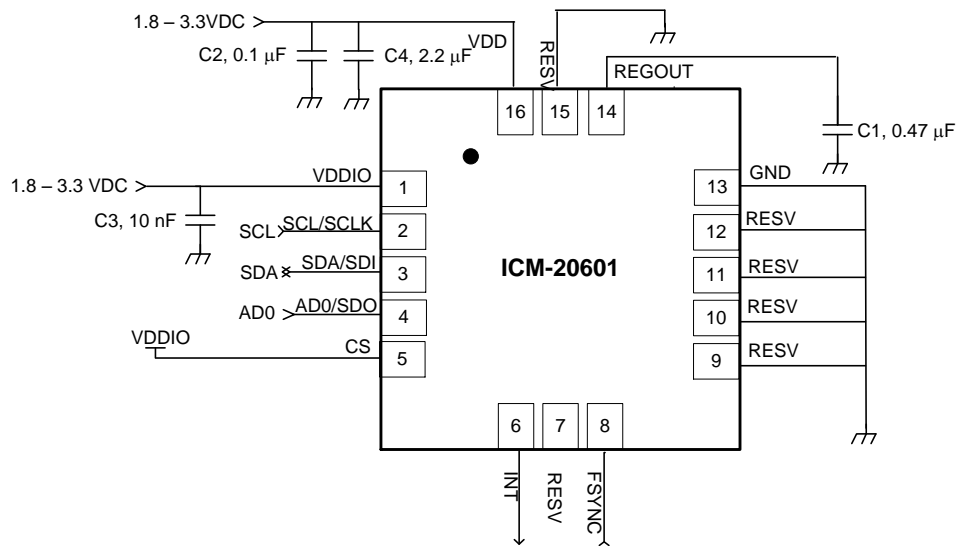 1.8 – 3.3VDC
C2, 0.1 μF
C4, 2.2 μF
VDD
RESV
REGOUT
C1, 0.47 μF
16
15
14
1.8 – 3.3 VDC
VDDIO
C3, 10 nF
1
SCL
SCL/SCLK
2
SDA
SDA/SDI
3
AD0
AD0/SDO
4
VDDIO
CS
5
ICM-20601
13
GND
12
RESV
11
RESV
10
RESV
9
RESV
6
7
8
INT
RESV
FSYNC